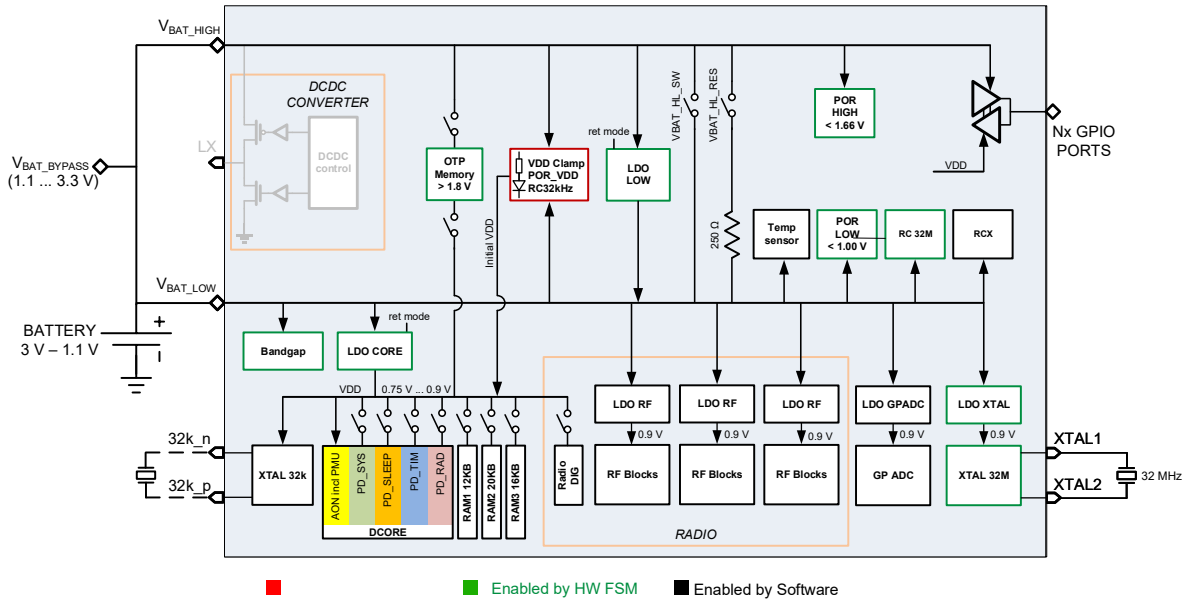 VBAT_HIGH
DCDC
CONVERTER
LX
DCDC
control
VBAT_BYPASS
(1.1 ... 3.3 V)
OTP
Memory
> 1.8 V
VDD Clamp
POR_VDD
RC32kHz
ret mode
LDO
LOW
VBAT_HL_SW
VBAT_HL_RES
POR
HIGH
< 1.66 V
VDD
Nx GPIO
PORTS
Initial VDD
250 Ω
Temp
sensor
POR
LOW
< 1.00 V
RC 32M
RCX
VBAT_LOW
BATTERY
3 V – 1.1 V
+
–
Bandgap
LDO CORE
ret mode
VDD
0.75 V ... 0.9 V
LDO RF
LDO RF
LDO RF
LDO GPADC
LDO XTAL
0.9 V
0.9 V
0.9 V
0.9 V
0.9 V
32k_n
32k_p
XTAL 32k
AON incl PMU
PD_SYS
PD_SLEEP
PD_TIM
PD_RAD
DCORE
RAM1 12KB
RAM2 20KB
RAM3 16KB
Radio
DIG
RF Blocks
RF Blocks
RF Blocks
GP ADC
XTAL 32M
XTAL1
XTAL2
32 MHz
RADIO
Enabled by HW FSM
Enabled by Software